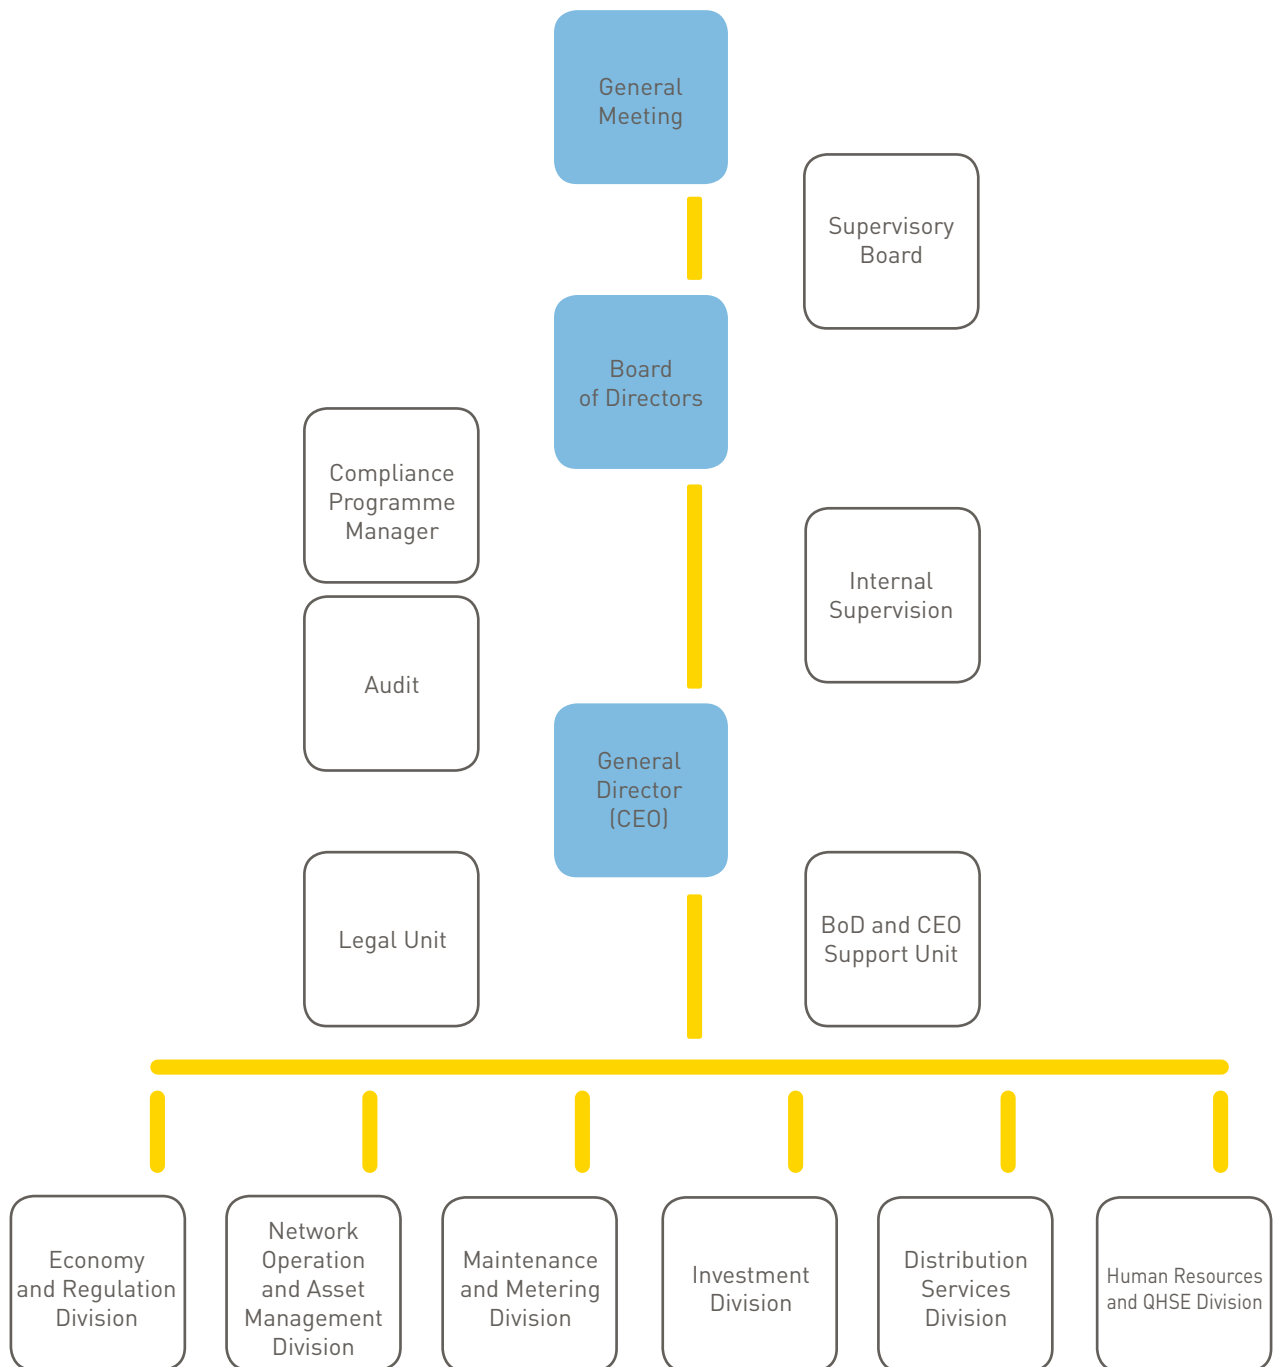 General
Meeting
Supervisory
Board
Board
of Directors
Compliance
Programme
Manager
Internal
Supervision
Audit
General
Director
(CEO)
Legal Unit
BoD and CEO
Support Unit
Economy
and Regulation
Division
Network
Operation
and Asset
Management
Division
Maintenance
and Metering
Division
Investment
Division
Distribution
Services
Division
Human Resources
and QHSE Division